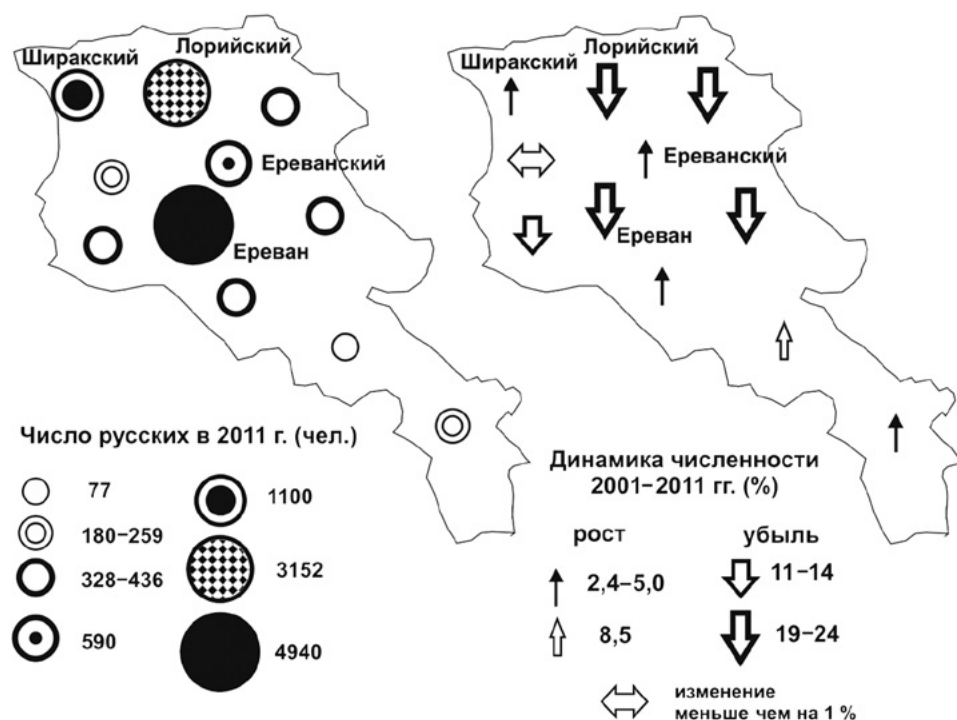 Ширакский
Лорийский
Ереванский
Ереван
Лорийский
Ширакский
Ереванский
Ереван
Число русских в 2011 г. (чел.)
77
180–259
328–436
590
1100
3152
4940
Динамика численности
2001–2011 гг. (%)
рост
2,4–5,0
8,5
убыль
11–14
19–24
изменение
меньше чем на 1 %